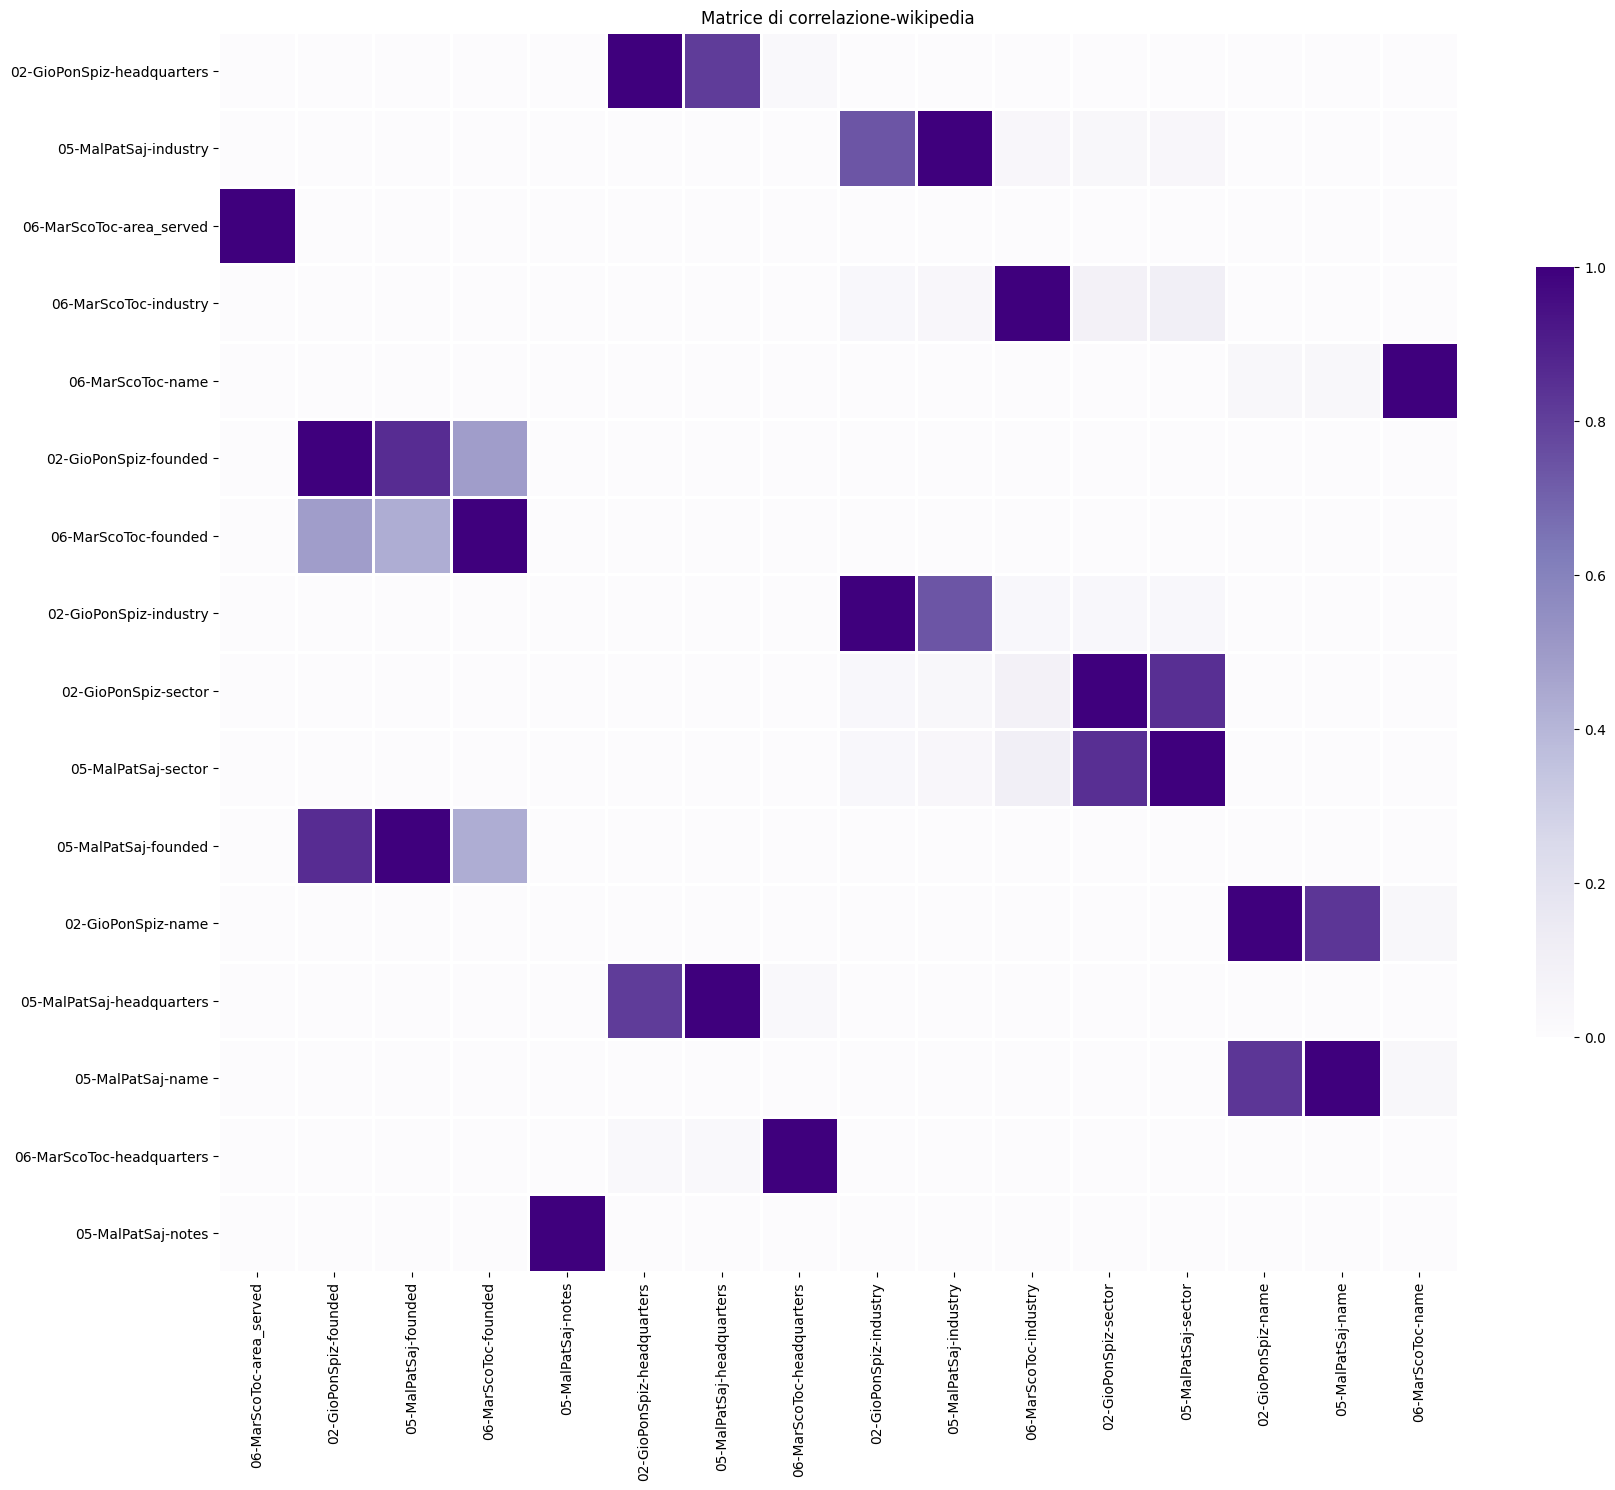 Matrice di correlazione-wikipedia
02-GioPonSpiz-headquarters
05-MalPatSaj-industry
06-MarScoToc-area_served
06-MarScoToc-industry
06-MarScoToc-name
02-GioPonSpiz-founded
06-MarScoToc-founded
02-GioPonSpiz-industry
02-GioPonSpiz-sector
05-MalPatSaj-sector
05-MalPatSaj-founded
02-GioPonSpiz-name
05-MalPatSaj-headquarters
05-MalPatSaj-name
06-MarScoToc-headquarters
05-MalPatSaj-notes
06-MarScoToc-area_served
02-GioPonSpiz-founded
05-MalPatSaj-founded
06-MarScoToc-founded
05-MalPatSaj-notes
02-GioPonSpiz-headquarters
05-MalPatSaj-headquarters
06-MarScoToc-headquarters
02-GioPonSpiz-industry
05-MalPatSaj-industry
06-MarScoToc-industry
02-GioPonSpiz-sector
05-MalPatSaj-sector
02-GioPonSpiz-name
05-MalPatSaj-name
06-MarScoToc-name
1.0
0.8
0.6
0.4
0.2
0.0